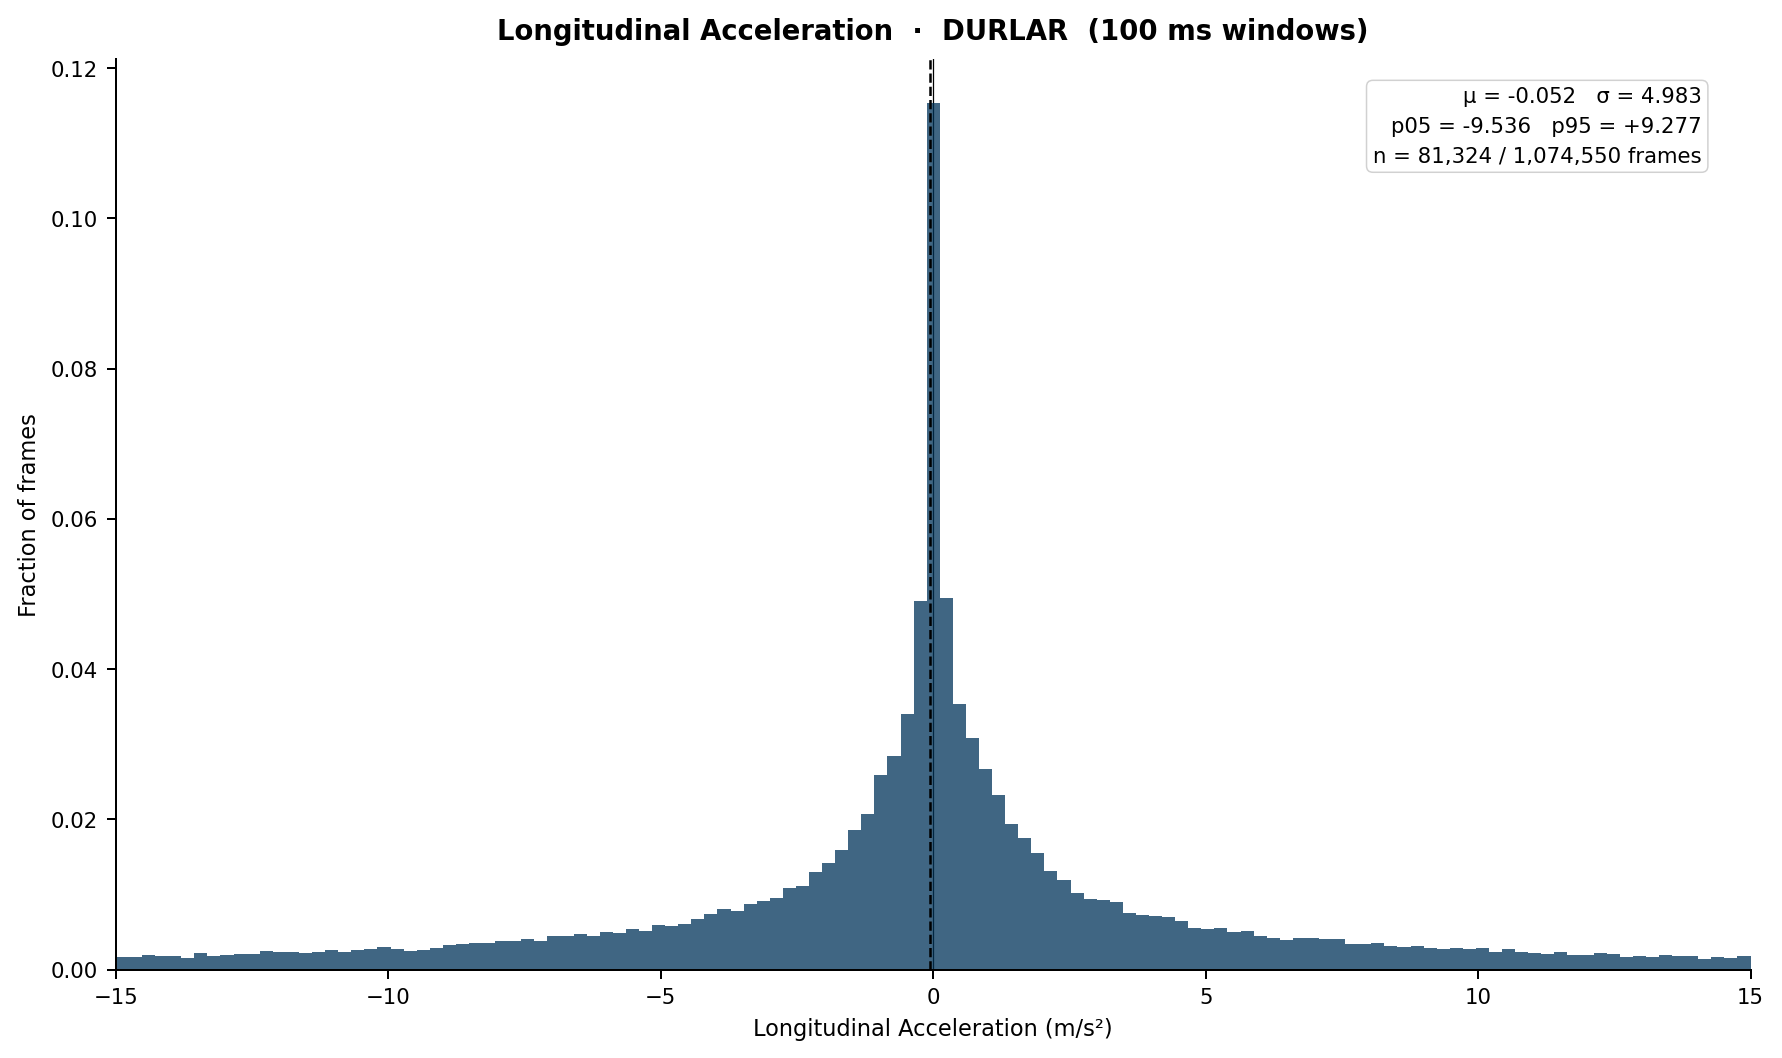 Longitudinal Acceleration · DURLAR (100 ms windows)
μ = -0.052 σ = 4.983
p05 = -9.536 p95 = +9.277
n = 81,324 / 1,074,550 frames
0.12
0.10
0.08
0.06
0.04
0.02
0.00
Fraction of frames
−15
−10
−5
0
5
10
15
Longitudinal Acceleration (m/s²)